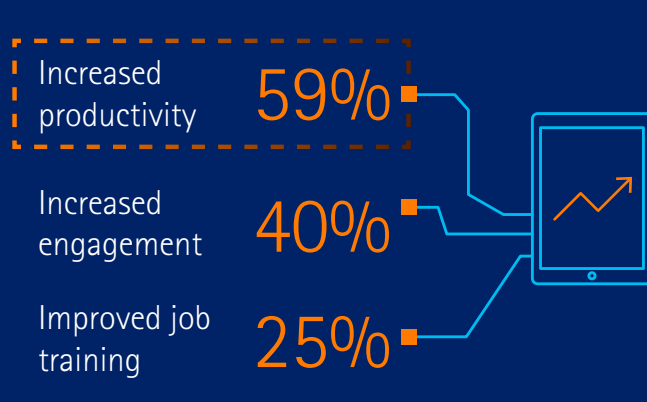 Increased
productivity
59%
Increased
engagement
40%
Improved job
training
25%